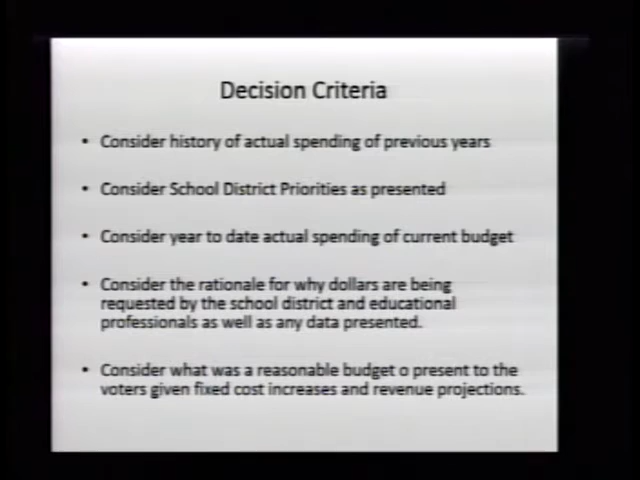 Decision Criteria
• Consider history of actual spending of previous years
• Consider School District Priorities as presented
• Consider year to date actual spending of current budget
• Consider the rationale for why dollars are being
requested by the school district and educational
professionals as well as any data presented.
• Consider what was a reasonable budget o present to the
voters given fixed cost increases and revenue projections.